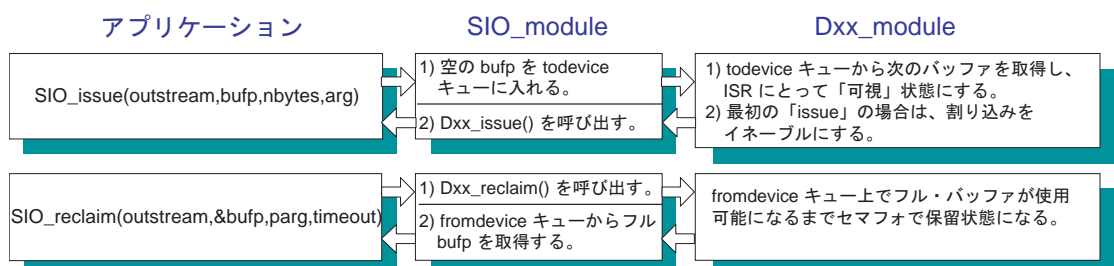 アプリケーション
SIO_module
Dxx_module
SIO_issue(outstream,bufp,nbytes,arg)
1) 空の bufp を todevice
キューに入れる。
2) Dxx_issue() を呼び出す。
1) todevice キューから次のバッファを取得し、
ISR にとって「可視」状態にする。
2) 最初の「issue」の場合は、割り込みを
イネーブルにする。
SIO_reclaim(outstream,&bufp,parg,timeout)
1) Dxx_reclaim() を呼び出す。
2) fromdevice キューからフル
bufp を取得する。
fromdevice キュー上でフル・バッファが使用
可能になるまでセマフォで保留状態になる。